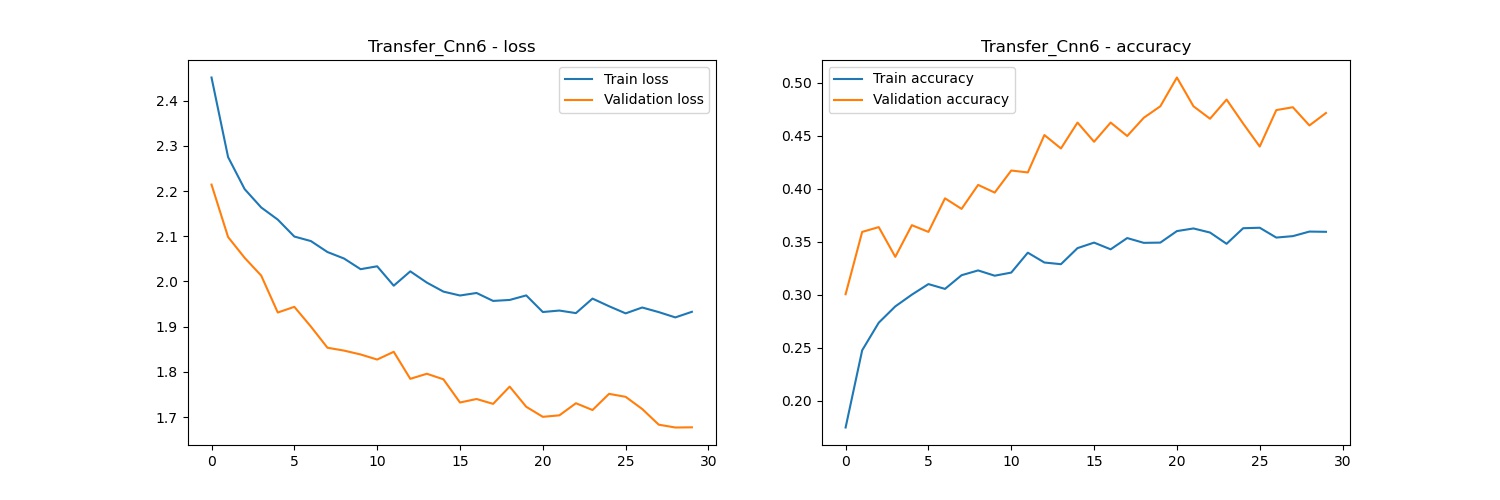 Transfer_Cnn6 - loss
Train loss
Validation loss
2.4
2.3
2.2
2.1
2.0
1.9
1.8
1.7
0 5 10 15 20 25 30
Transfer_Cnn6 - accuracy
Train accuracy
Validation accuracy
0.50
0.45
0.40
0.35
0.30
0.25
0.20
0 5 10 15 20 25 30